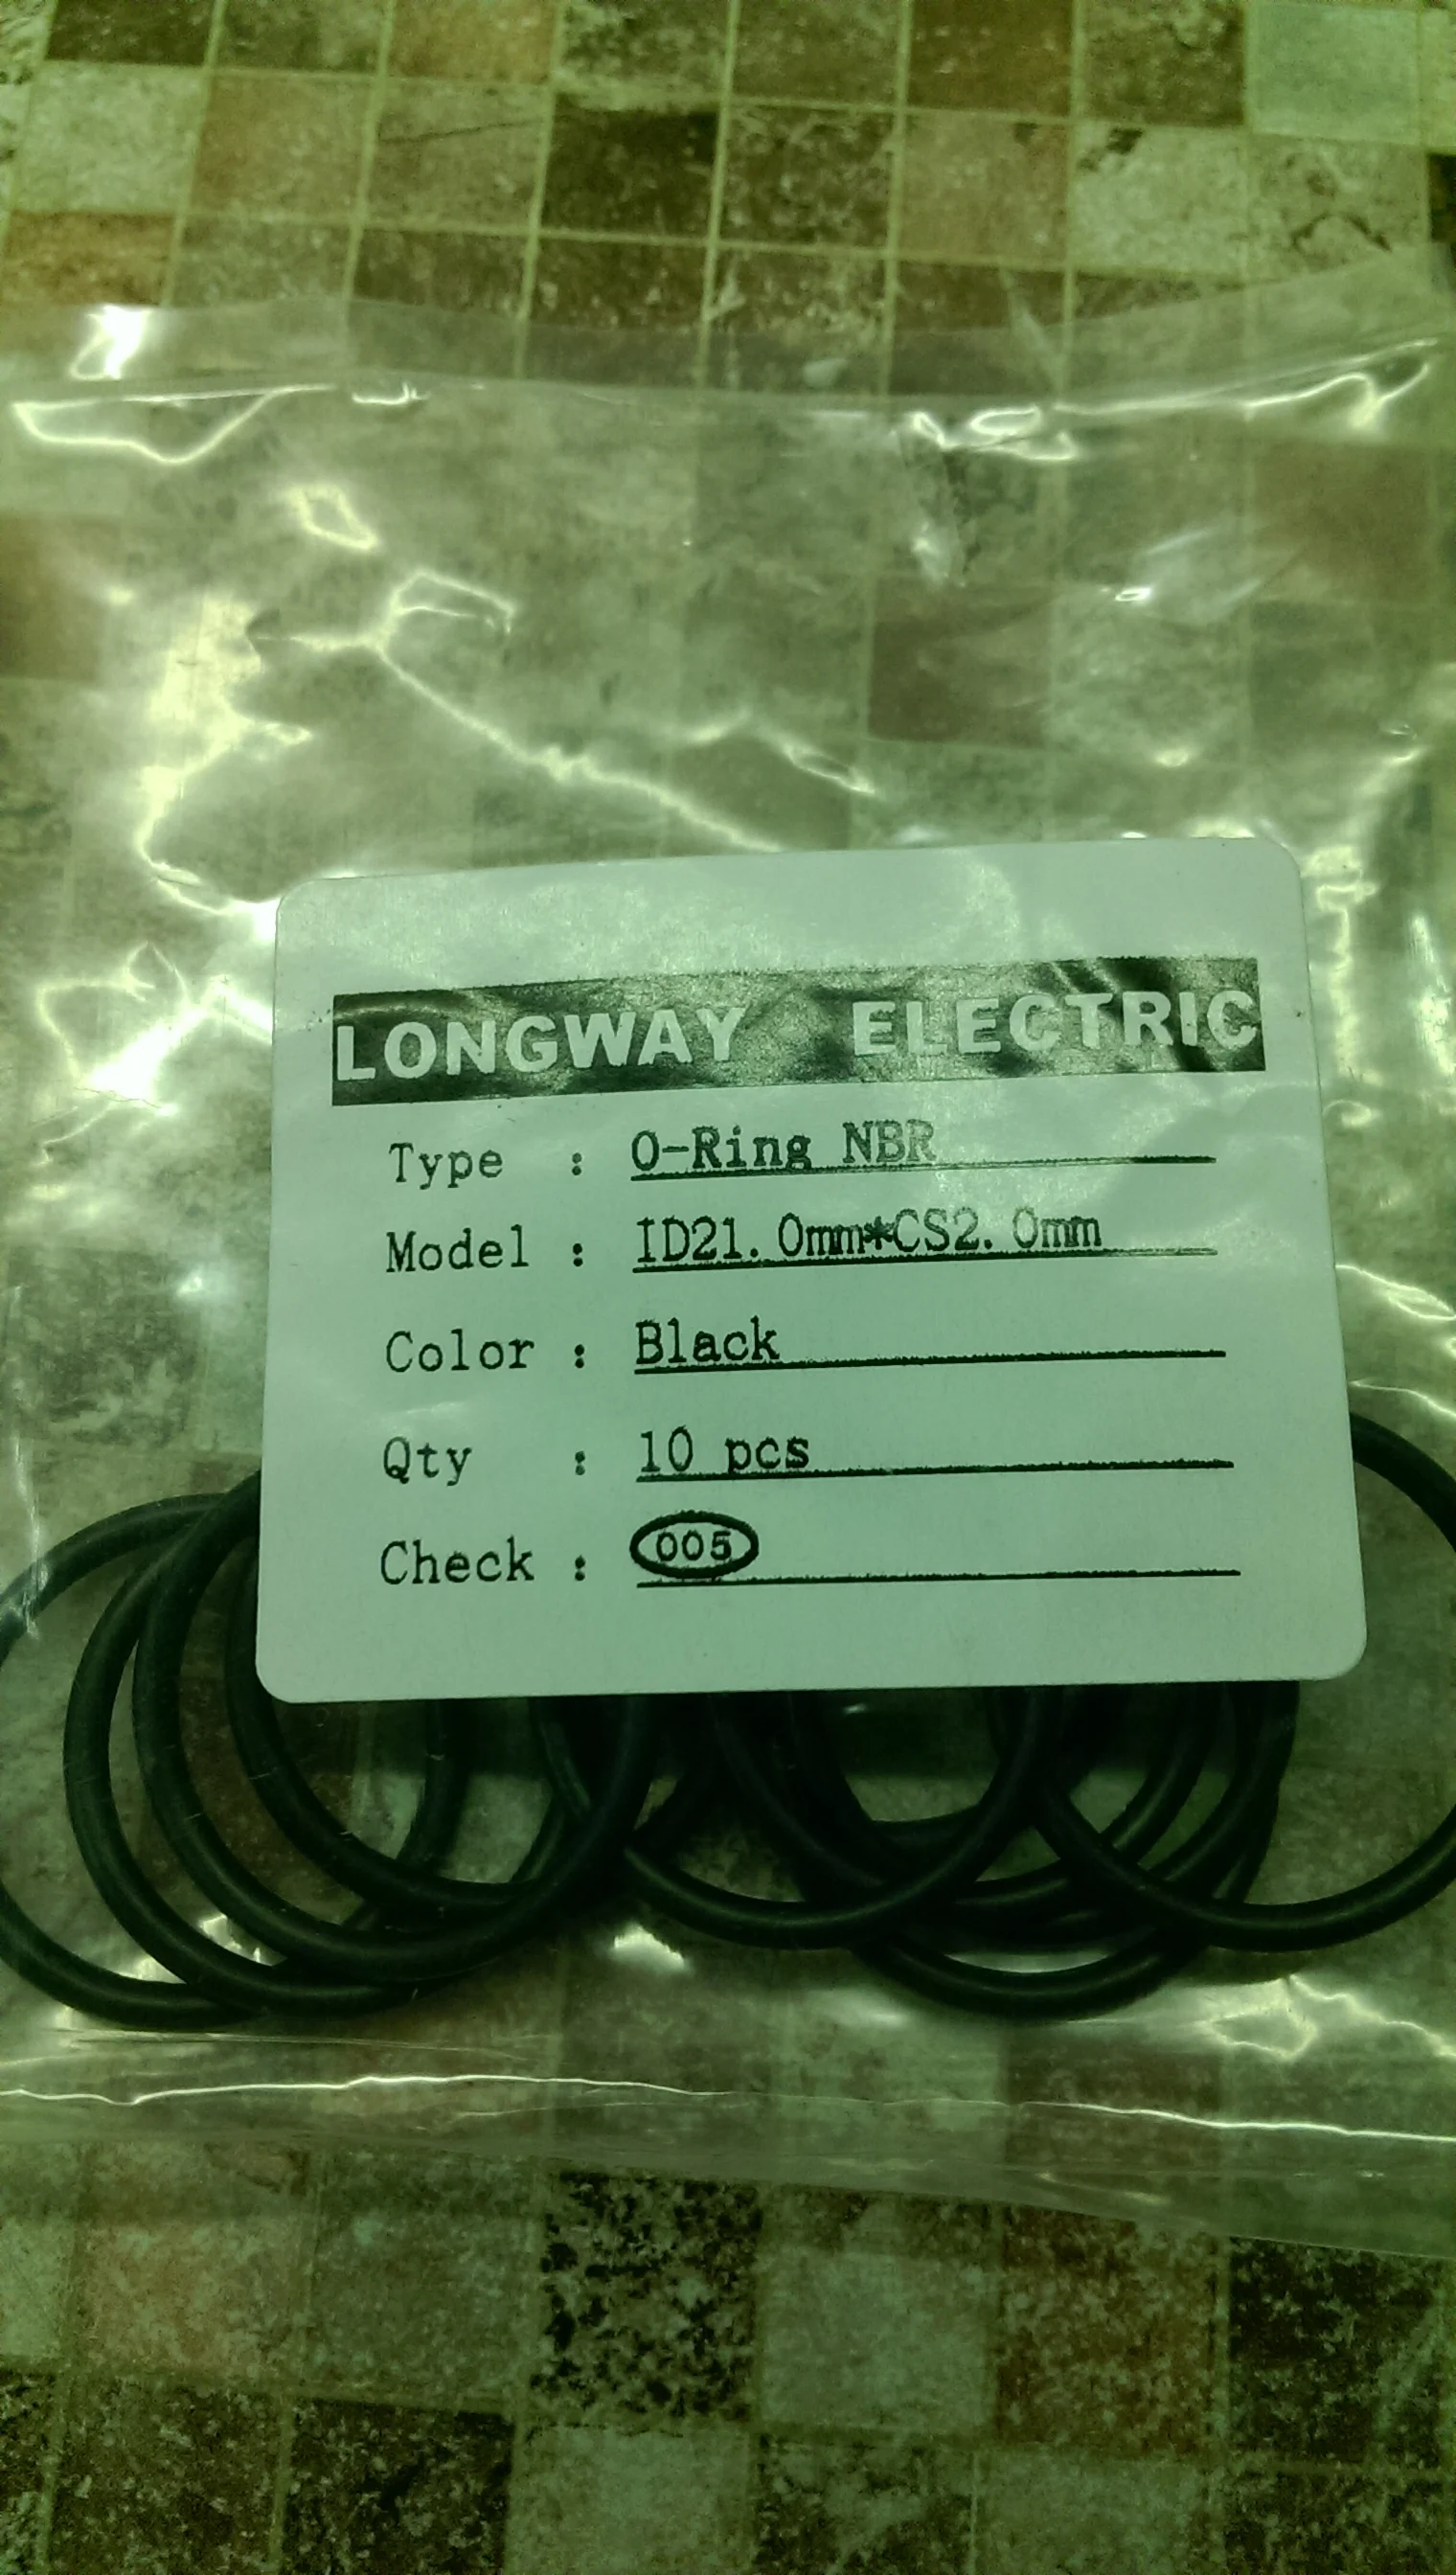 LONGWAY ELECTRIC
Type : O-Ring NBR
Model : ID21.0mm*CS2.0mm
Color : Black
Qty : 10 pcs
Check : 005